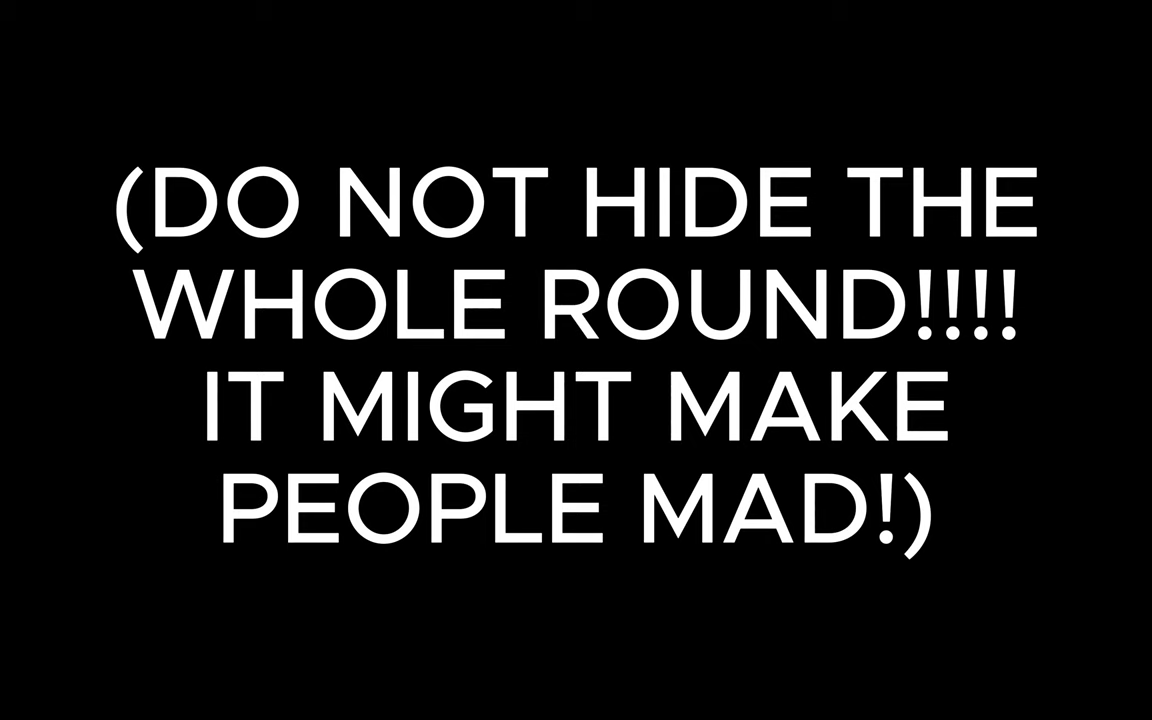 (DO NOT HIDE THE
WHOLE ROUND!!!!
IT MIGHT MAKE
PEOPLE MAD!)